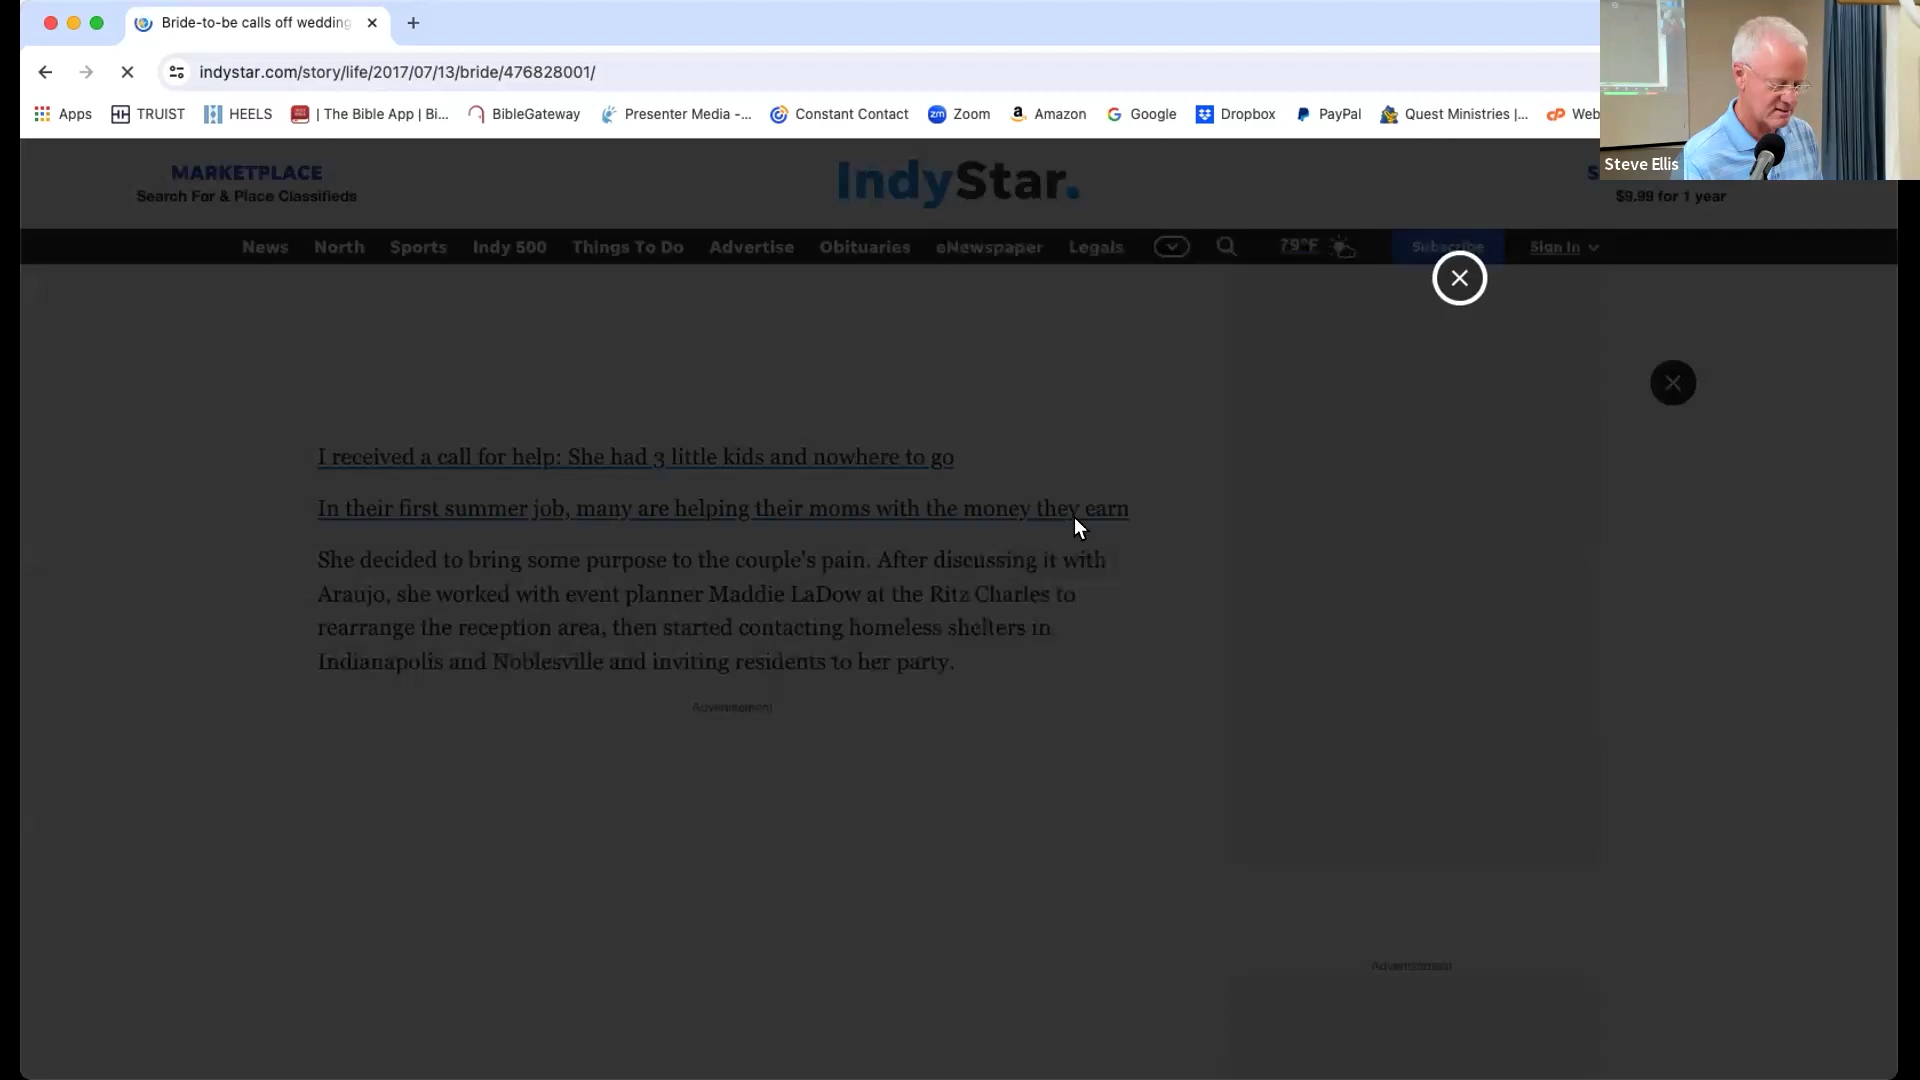 Bride-to-be calls off wedding
indystar.com/story/life/2017/07/13/bride/476828001/
Apps TRUIST HEELS | The Bible App | Bi... BibleGateway Presenter Media -... Constant Contact Zoom Amazon Google Dropbox PayPal Quest Ministries |... Web
Steve Ellis
MARKETPLACE
Search For & Place Classifieds
IndyStar.
$9.99 for 1 year
News North Sports Indy 500 Things To Do Advertise Obituaries eNewspaper Legals 79°F Subscribe Sign In
I received a call for help: She had 3 little kids and nowhere to go
In their first summer job, many are helping their moms with the money they earn
She decided to bring some purpose to the couple's pain. After discussing it with
Araujo, she worked with event planner Maddie LaDow at the Ritz Charles to
rearrange the reception area, then started contacting homeless shelters in
Indianapolis and Noblesville and inviting residents to her party.
Advertisement
Advertisement